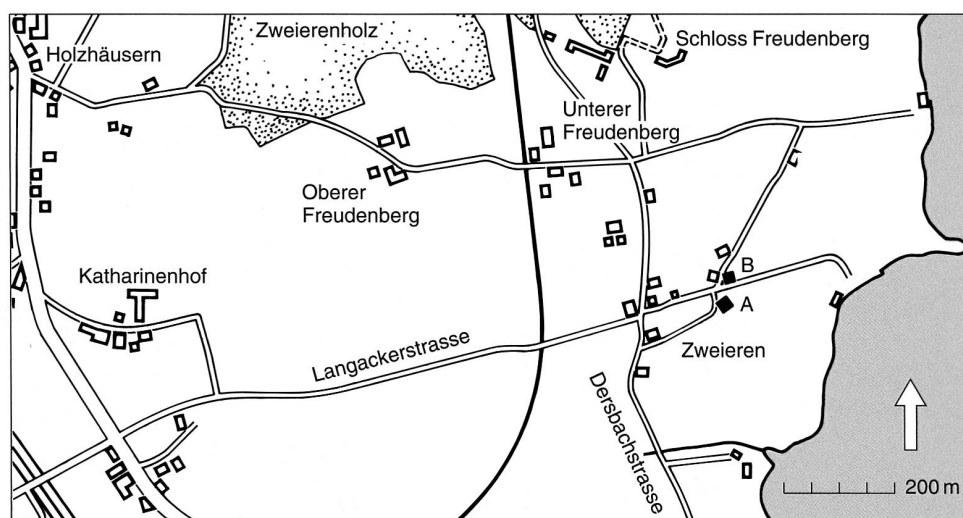 Zweierenholz
Schloss Freudenberg
Holzhäusern
Unterer
Freudenberg
Oberer
Freudenberg
Katharinenhof
B
A
Langackerstrasse
Zweieren
Dersbachstrasse
200 m